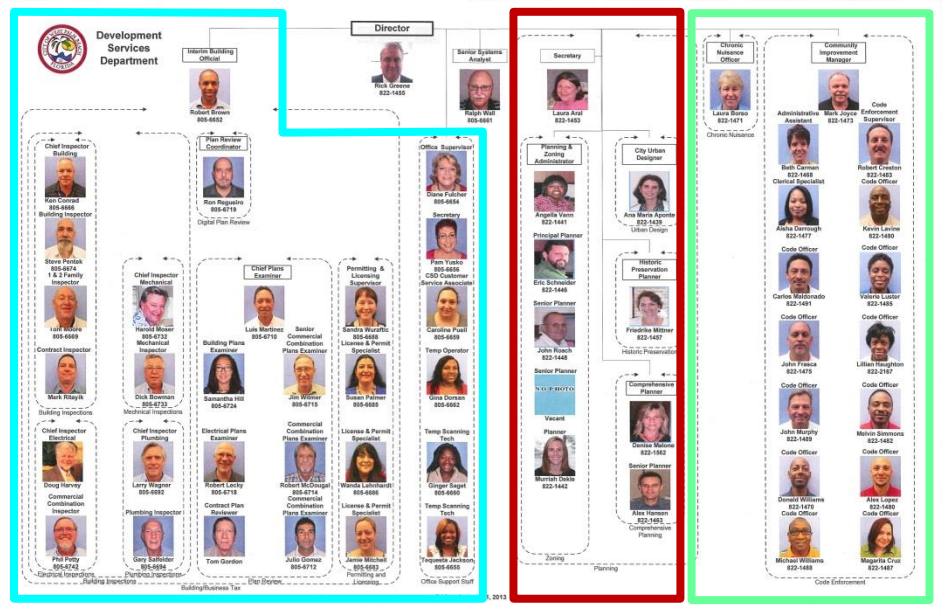 Development
Services
Department
Director
Rick Greene
822-1455
Interim Building
Official
Robert Brown
805-6652
Senior Systems
Analyst
Ralph Wall
805-6661
Secretary
Laura Aral
822-1453
Chronic
Nuisance
Officer
Laura Borso
822-1471
Chronic Nuisance
Community
Improvement
Manager
Mark Joyce
822-1473
Chief Inspector
Building
Ken Conrad
805-6666
Building Inspector
Steve Pentek
805-6674
1 & 2 Family
Inspector
Tom Moore
805-6669
Contract Inspector
Mark Ritayik
Building Inspections
Plan Review
Coordinator
Ron Regueiro
805-6719
Digital Plan Review
Chief Inspector
Mechanical
Harold Moser
805-6732
Mechanical
Inspector
Dick Bowman
805-6733
Mechnical Inspections
Chief Plans
Examiner
Luis Martinez
805-6710
Building Plans
Examiner
Samantha Hill
805-6724
Senior
Commercial
Combination
Plans Examiner
Jim Witmer
805-6715
Permitting &
Licensing
Supervisor
Sandra Wuraftic
805-6688
License & Permit
Specialist
Susan Palmer
805-6685
Office Supervisor
Diane Fulcher
805-6654
Secretary
Pam Yusko
805-6656
CSD Customer
Service Associate
Caroline Puell
805-6659
Temp Operator
Gina Dorsen
805-6662
Chief Inspector
Electrical
Doug Harvey
Commercial
Combination
Inspector
Phil Petty
805-6742
Electrical Inspections
Chief Inspector
Plumbing
Larry Wagner
805-6692
Plumbing Inspector
Gary Salfelder
805-6694
Plumbing Inspections
Electrical Plans
Examiner
Robert Lecky
805-6718
Contract Plan
Reviewer
Tom Gordon
Commercial
Combination
Plans Examiner
Robert McDougal
805-6714
Commercial
Combination
Plans Examiner
Julio Gomez
805-6712
License & Permit
Specialist
Wanda Lehnhardt
805-6686
License & Permit
Specialist
Jamie Mitchell
805-6683
Permitting and
Licensing
Temp Scanning
Tech
Ginger Saget
805-6660
Temp Scanning
Tech
Tequesta Jackson
805-6658
Office Support Staff
Building Inspections
Plan Review
Building/Business Tax
1, 2013
Planning &
Zoning
Administrator
Angella Vann
822-1441
Principal Planner
Eric Schneider
822-1446
Senior Planner
John Roach
822-1448
Senior Planner
NO PHOTO
Vacant
Planner
Murriah Dekle
822-1442
Zoning
City Urban
Designer
Ana Maria Aponte
822-1439
Urban Design
Historic
Preservation
Planner
Friedrike Mittner
822-1457
Historic Preservation
Comprehensive
Planner
Denise Malone
822-1562
Senior Planner
Alex Hansen
822-1463
Comprehensive
Planning
Planning
Administrative
Assistant
Beth Carman
822-1468
Code
Enforcement
Supervisor
Robert Creston
822-1483
Clerical Specialist
Aisha Darrough
822-1477
Code Officer
Kevin Lavine
822-1490
Code Officer
Carlos Maldonado
822-1491
Code Officer
Valerie Luster
822-1485
Code Officer
John Frasca
822-1475
Code Officer
Lillian Haughton
822-2167
Code Officer
John Murphy
822-1489
Code Officer
Melvin Simmons
822-1482
Code Officer
Donald Williams
822-1470
Code Officer
Alex Lopez
822-1480
Code Officer
Michael Williams
822-1488
Code Officer
Magarita Cruz
822-1487
Code Enforcement